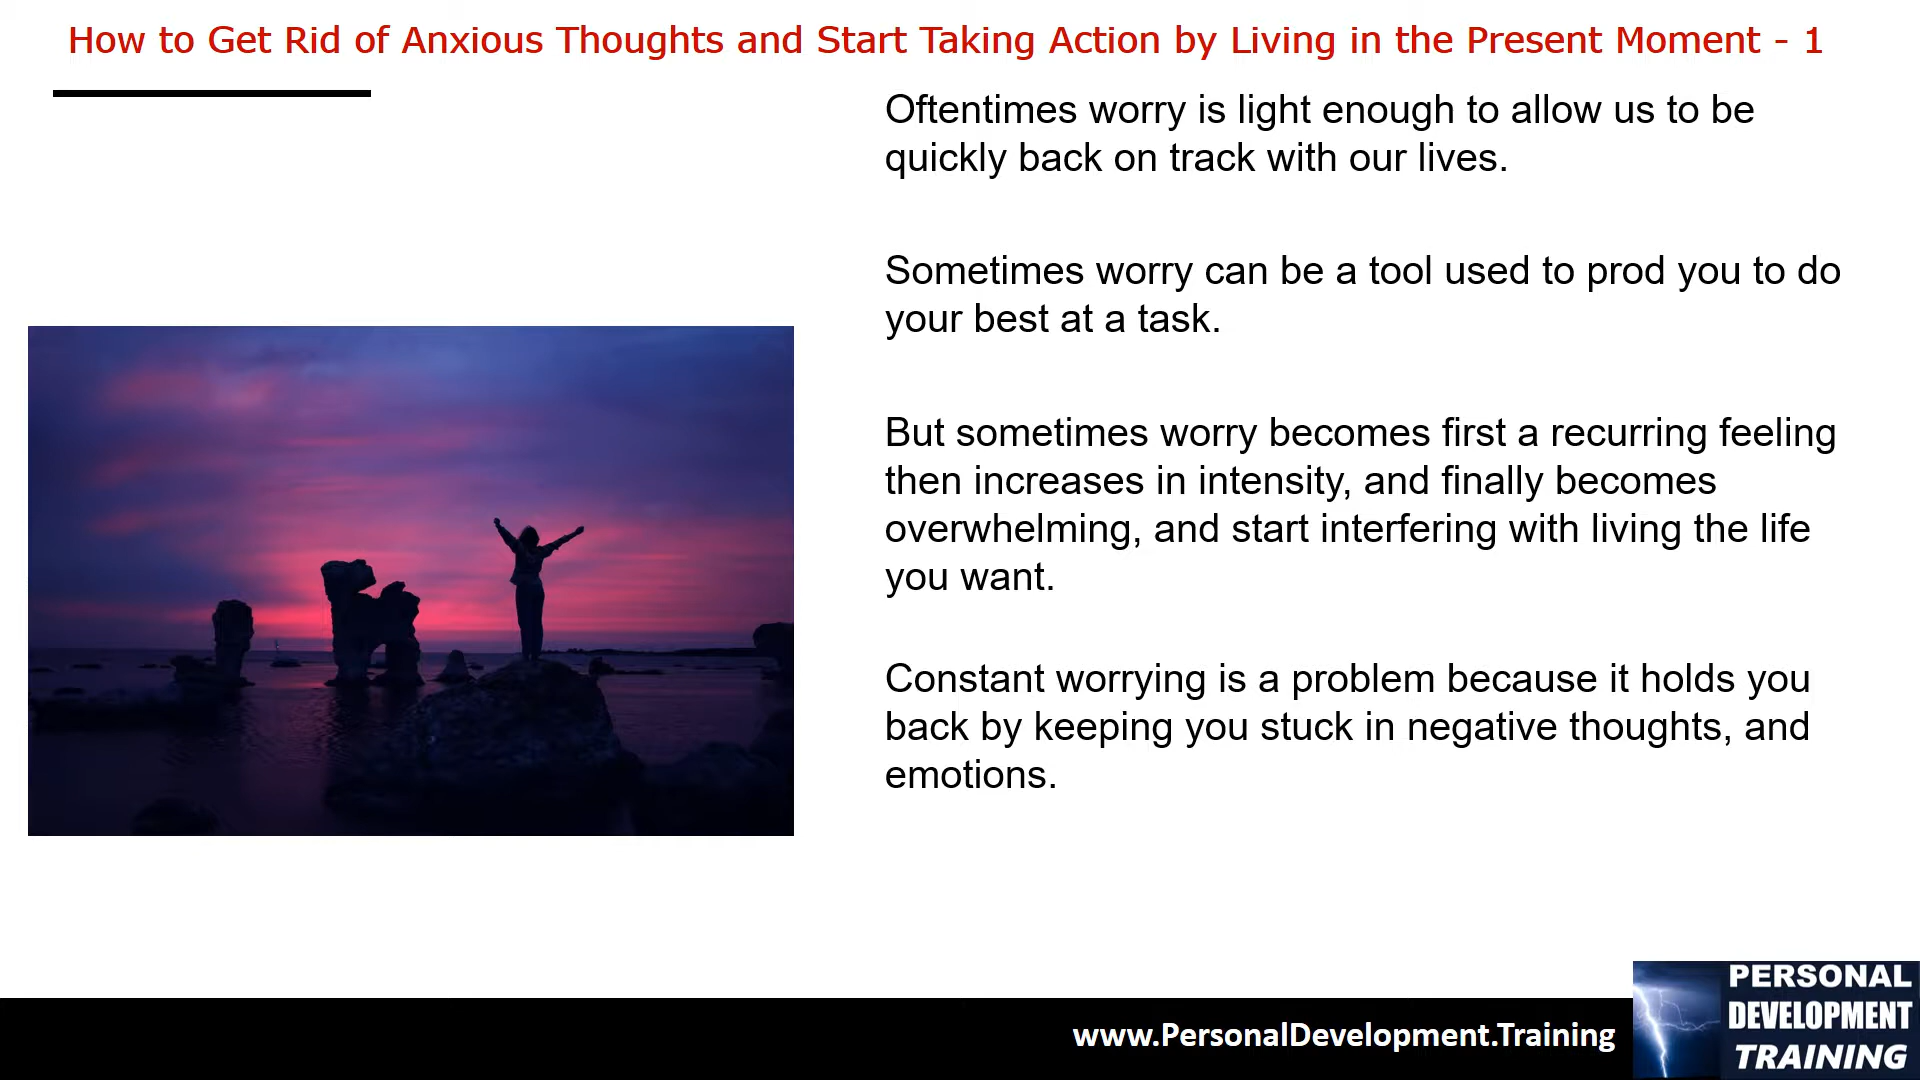 How to Get Rid of Anxious Thoughts and Start Taking Action by Living in the Present Moment - 1
Oftentimes worry is light enough to allow us to be
quickly back on track with our lives.
Sometimes worry can be a tool used to prod you to do
your best at a task.
But sometimes worry becomes first a recurring feeling
then increases in intensity, and finally becomes
overwhelming, and start interfering with living the life
you want.
Constant worrying is a problem because it holds you
back by keeping you stuck in negative thoughts, and
emotions.
www.PersonalDevelopment.Training
PERSONAL
DEVELOPMENT
TRAINING